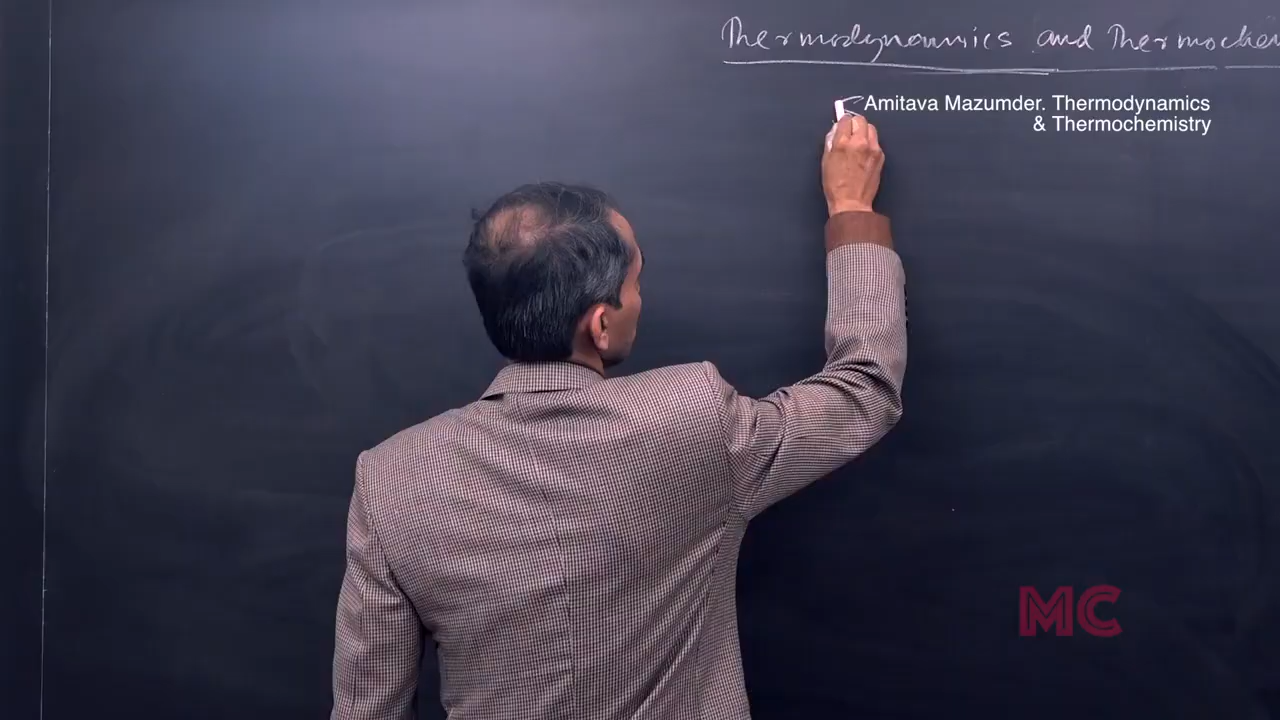 Thermodynamics and Thermochem
Amitava Mazumder. Thermodynamics
& Thermochemistry
MC